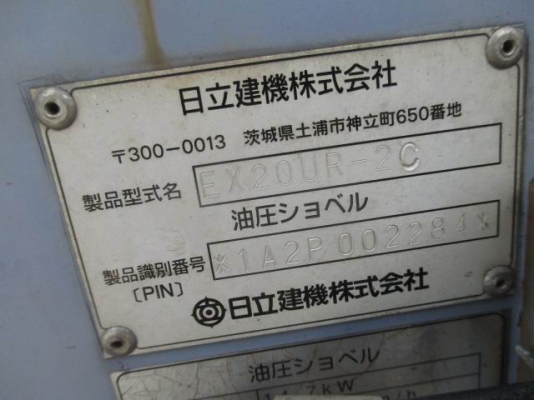 日立建機株式会社
〒300-0013 茨城県土浦市神立町650番地
製品型式名 EX20UR-2C
油圧ショベル
製品識別番号 *1A2P002284*
[PIN]
日立建機株式会社
油圧ショベル